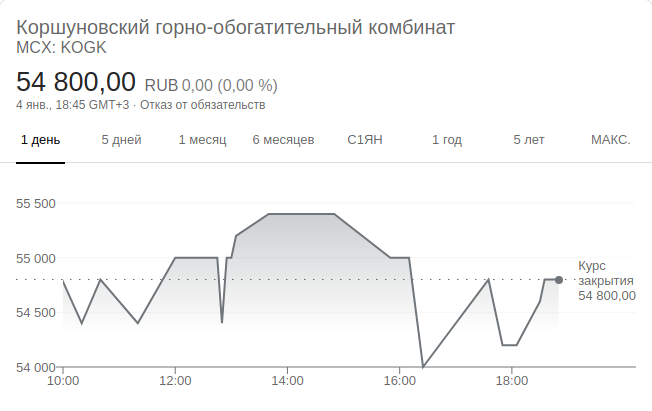 Коршуновский горно-обогатительный комбинат
MCX: KOGK
54 800,00 RUB 0,00 (0,00 %)
4 янв., 18:45 GMT+3 · Отказ от обязательств
1 день 5 дней 1 месяц 6 месяцев С1ЯН 1 год 5 лет МАКС.
55 500
55 000
54 500
54 000
Курс
закрытия
54 800,00
10:00 12:00 14:00 16:00 18:00